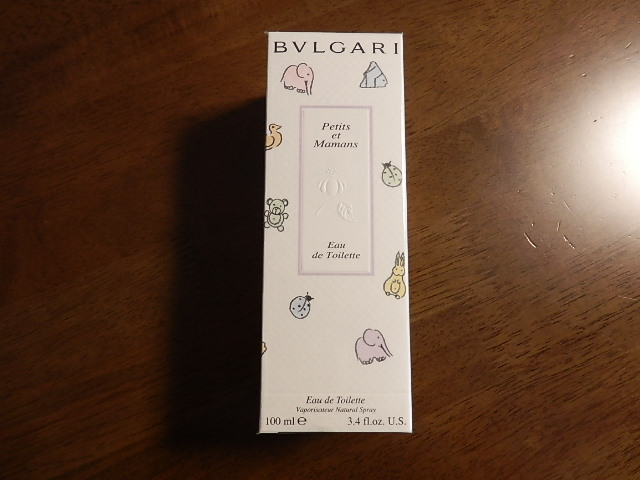 BVLGARI
Petits
et
Mamans
Eau
de Toilette
Eau de Toilette
Vaporisateur Natural Spray
100 ml ℮ 3.4 fl.oz. U.S.